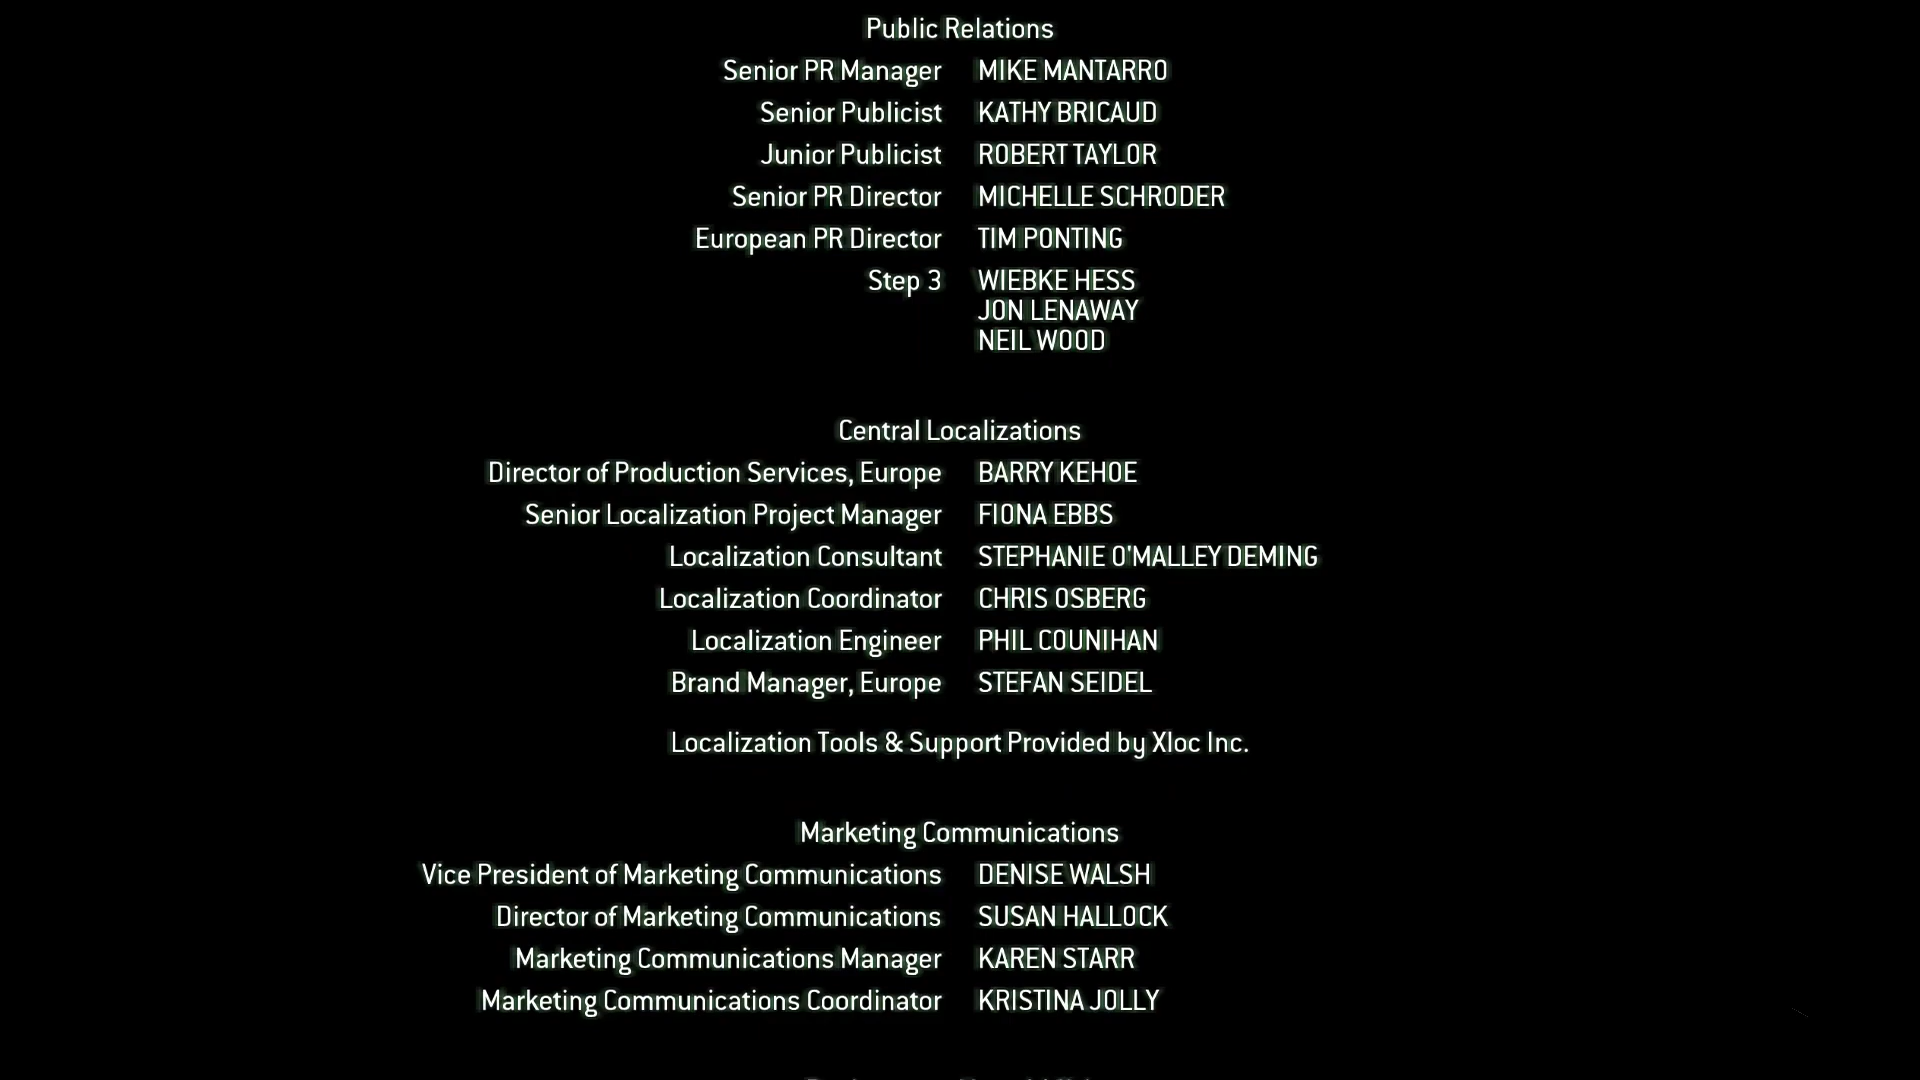 Public Relations
Senior PR Manager MIKE MANTARRO
Senior Publicist KATHY BRICAUD
Junior Publicist ROBERT TAYLOR
Senior PR Director MICHELLE SCHRODER
European PR Director TIM PONTING
Step 3 WIEBKE HESS
JON LENAWAY
NEIL WOOD
Central Localizations
Director of Production Services, Europe BARRY KEHOE
Senior Localization Project Manager FIONA EBBS
Localization Consultant STEPHANIE O'MALLEY DEMING
Localization Coordinator CHRIS OSBERG
Localization Engineer PHIL COUNIHAN
Brand Manager, Europe STEFAN SEIDEL
Localization Tools & Support Provided by Xloc Inc.
Marketing Communications
Vice President of Marketing Communications DENISE WALSH
Director of Marketing Communications SUSAN HALLOCK
Marketing Communications Manager KAREN STARR
Marketing Communications Coordinator KRISTINA JOLLY